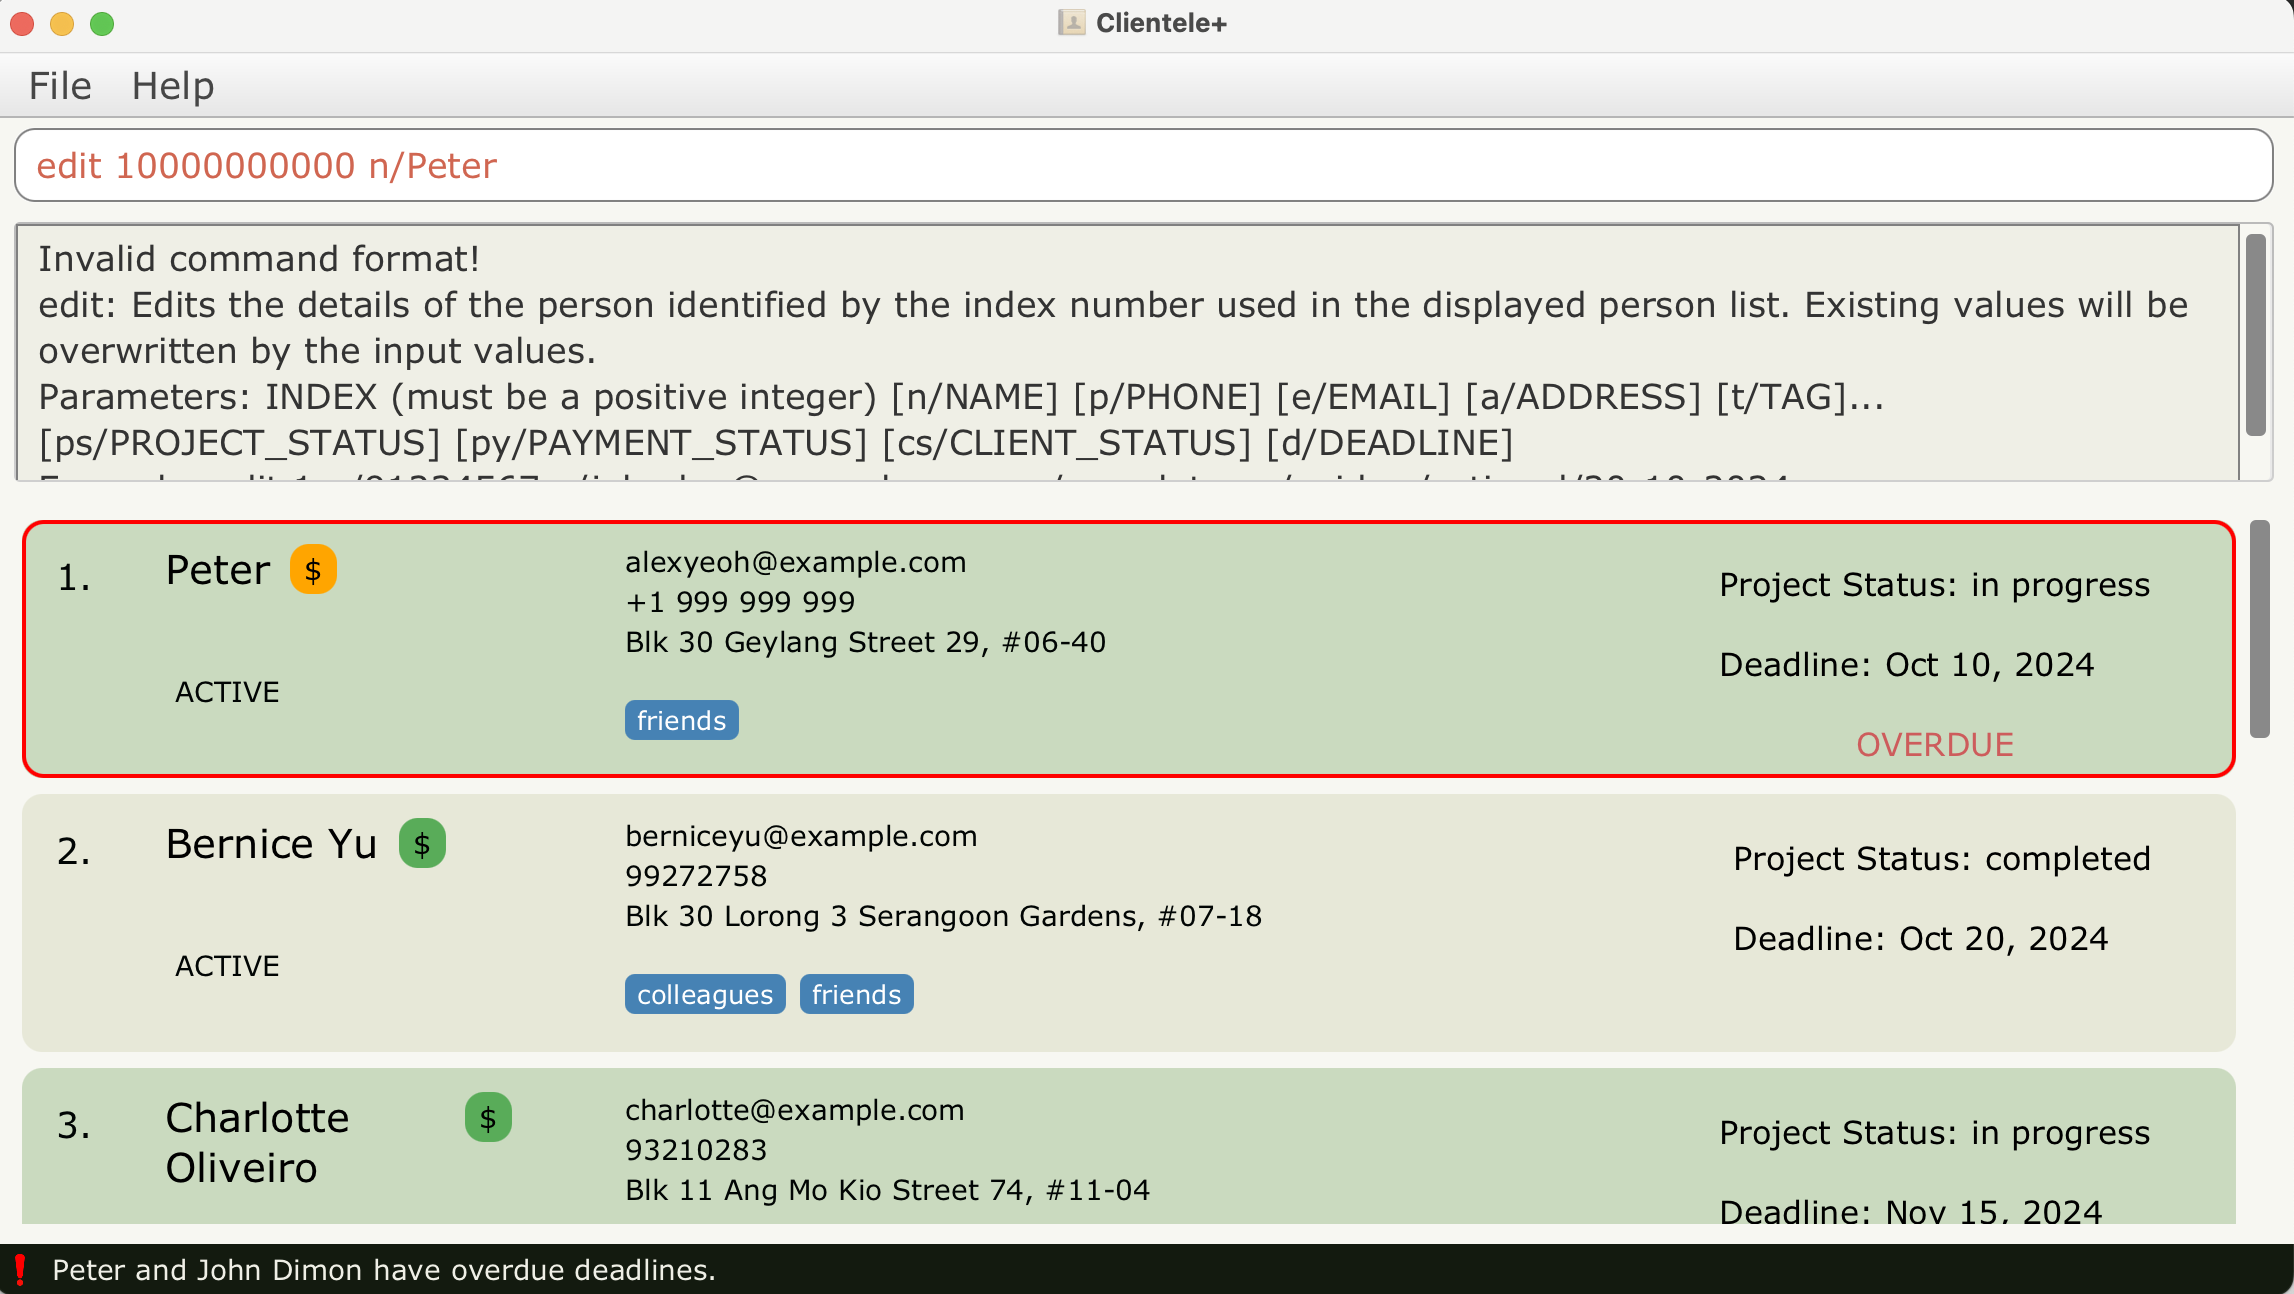 Clientele+
File Help
edit 10000000000 n/Peter
Invalid command format!
edit: Edits the details of the person identified by the index number used in the displayed person list. Existing values will be
overwritten by the input values.
Parameters: INDEX (must be a positive integer) [n/NAME] [p/PHONE] [e/EMAIL] [a/ADDRESS] [t/TAG]...
[ps/PROJECT_STATUS] [py/PAYMENT_STATUS] [cs/CLIENT_STATUS] [d/DEADLINE]
1. Peter $
ACTIVE
alexyeoh@example.com
+1 999 999 999
Blk 30 Geylang Street 29, #06-40
friends
Project Status: in progress
Deadline: Oct 10, 2024
OVERDUE
2. Bernice Yu $
ACTIVE
berniceyu@example.com
99272758
Blk 30 Lorong 3 Serangoon Gardens, #07-18
colleagues friends
Project Status: completed
Deadline: Oct 20, 2024
3. Charlotte $
Oliveiro
charlotte@example.com
93210283
Blk 11 Ang Mo Kio Street 74, #11-04
Project Status: in progress
Deadline: Nov 15, 2024
Peter and John Dimon have overdue deadlines.